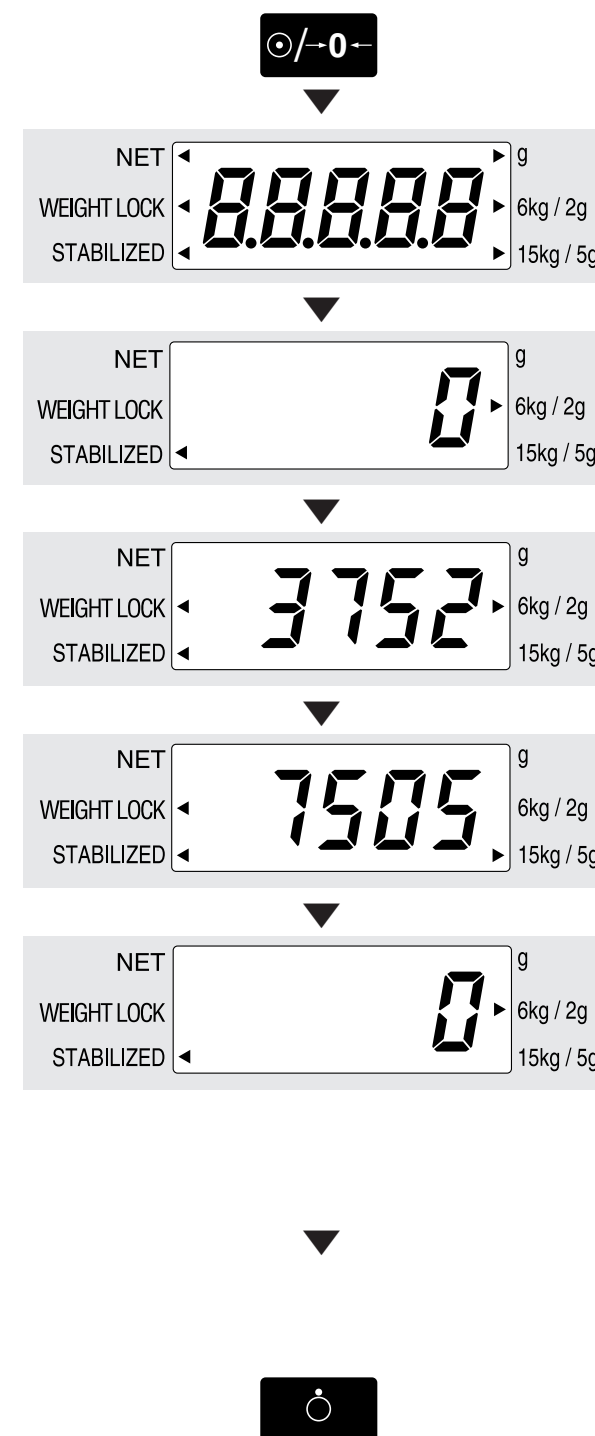 ⊙/→0←
NET 8.8.8.8.8 g
WEIGHT LOCK 6kg / 2g
STABILIZED 15kg / 5g
NET 0 g
WEIGHT LOCK 6kg / 2g
STABILIZED 15kg / 5g
NET 3752 g
WEIGHT LOCK 6kg / 2g
STABILIZED 15kg / 5g
NET 7505 g
WEIGHT LOCK 6kg / 2g
STABILIZED 15kg / 5g
NET 0 g
WEIGHT LOCK 6kg / 2g
STABILIZED 15kg / 5g